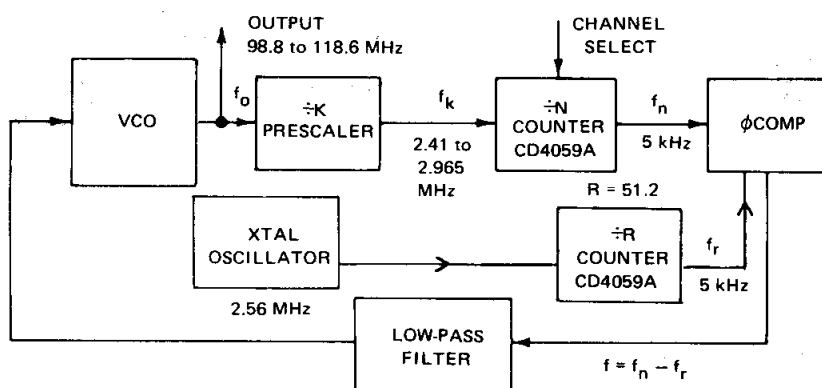 OUTPUT
98.8 to 118.6 MHz
CHANNEL
SELECT
VCO
fo
÷K
PRESCALER
fk
2.41 to
2.965
MHz
÷N
COUNTER
CD4059A
fn
5 kHz
φCOMP
R = 51.2
XTAL
OSCILLATOR
2.56 MHz
÷R
COUNTER
CD4059A
fr
5 kHz
LOW-PASS
FILTER
f = fn − fr